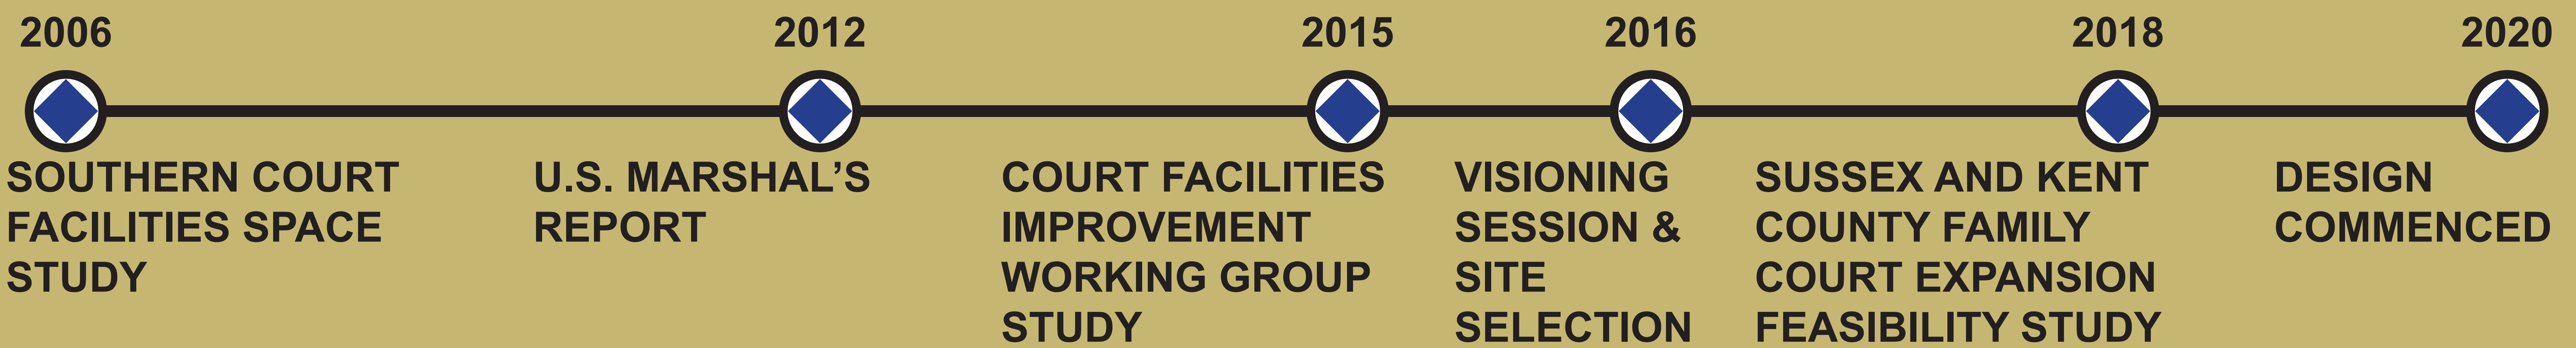 2006
SOUTHERN COURT
FACILITIES SPACE
STUDY
2012
U.S. MARSHAL’S
REPORT
2015
COURT FACILITIES
IMPROVEMENT
WORKING GROUP
STUDY
2016
VISIONING
SESSION &
SITE
SELECTION
2018
SUSSEX AND KENT
COUNTY FAMILY
COURT EXPANSION
FEASIBILITY STUDY
2020
DESIGN
COMMENCED